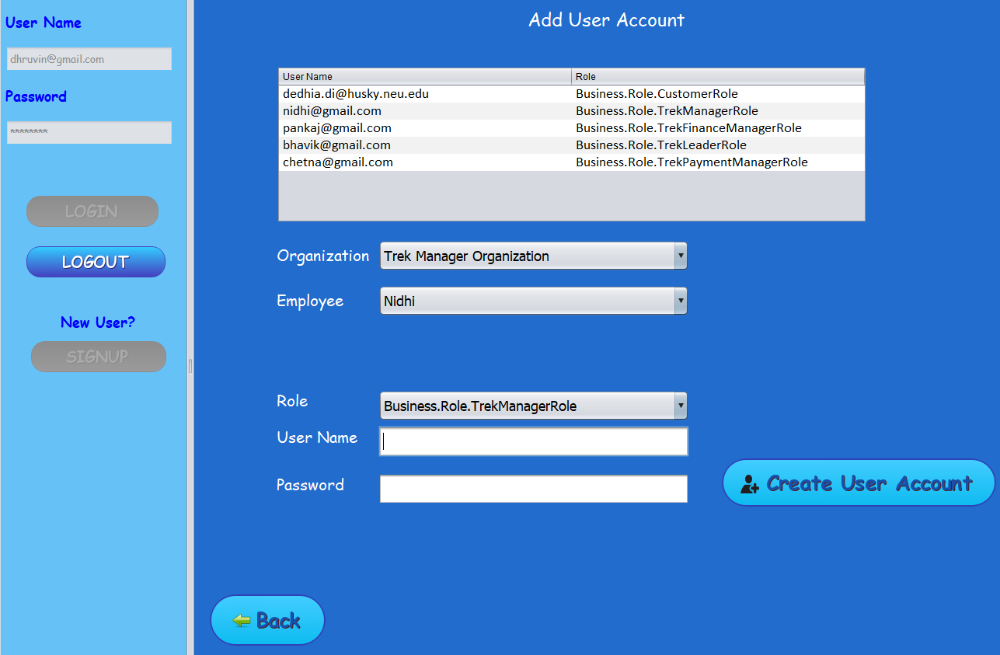 User Name
dhruvin@gmail.com
Password
********
LOGIN
LOGOUT
New User?
SIGNUP
Add User Account
User Name Role
dedhia.di@husky.neu.edu Business.Role.CustomerRole
nidhi@gmail.com Business.Role.TrekManagerRole
pankaj@gmail.com Business.Role.TrekFinanceManagerRole
bhavik@gmail.com Business.Role.TrekLeaderRole
chetna@gmail.com Business.Role.TrekPaymentManagerRole
Organization Trek Manager Organization
Employee Nidhi
Role Business.Role.TrekManagerRole
User Name
Password
Create User Account
Back